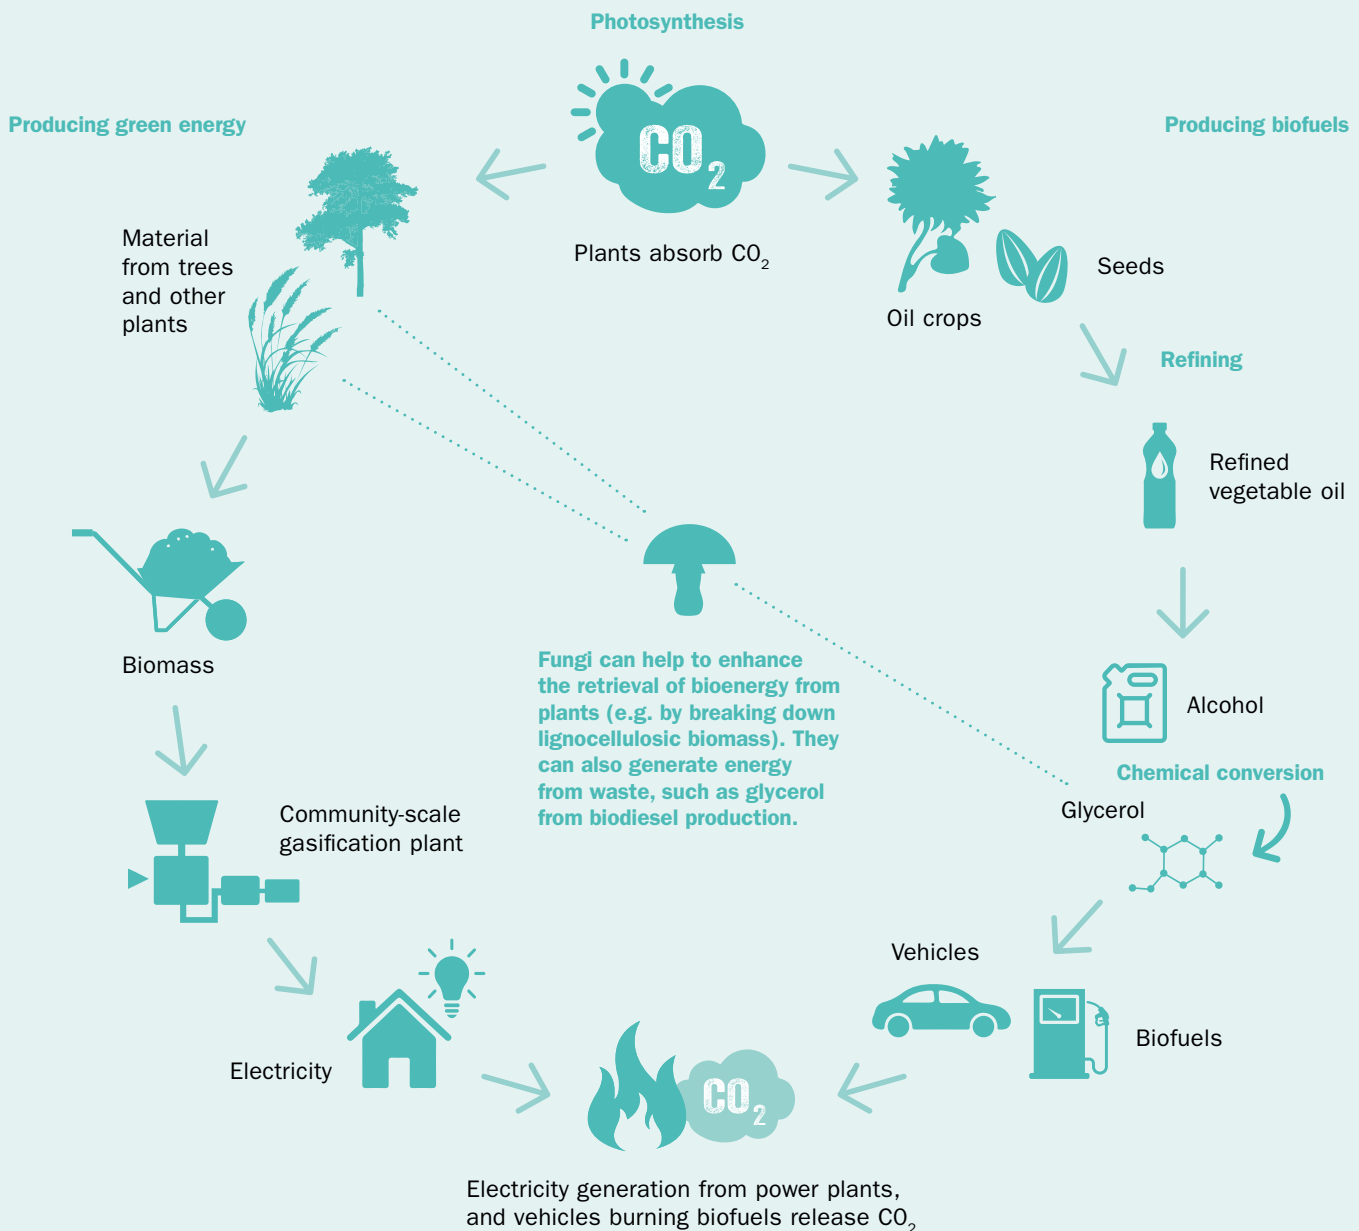 Photosynthesis
Producing green energy
Producing biofuels
CO₂
Plants absorb CO₂
Material
from trees
and other
plants
Seeds
Oil crops
Refining
Refined
vegetable oil
Biomass
Fungi can help to enhance
the retrieval of bioenergy from
plants (e.g. by breaking down
lignocellulosic biomass). They
can also generate energy
from waste, such as glycerol
from biodiesel production.
Alcohol
Chemical conversion
Glycerol
Community-scale
gasification plant
Vehicles
Biofuels
Electricity
CO₂
Electricity generation from power plants,
and vehicles burning biofuels release CO₂